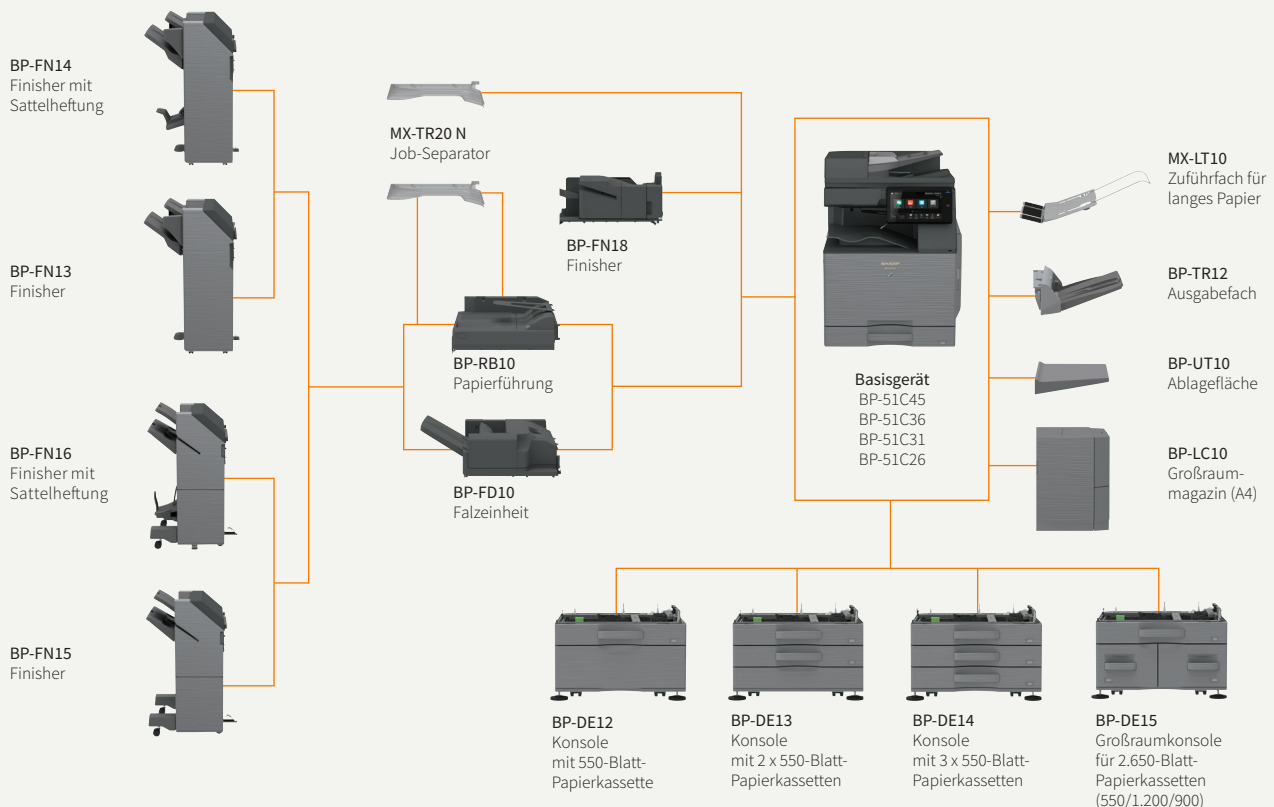 BP-FN14
Finisher mit
Sattelheftung
BP-FN13
Finisher
BP-FN16
Finisher mit
Sattelheftung
BP-FN15
Finisher
MX-TR20 N
Job-Separator
BP-FN18
Finisher
BP-RB10
Papierführung
BP-FD10
Falzeinheit
SHARP
Basisgerät
BP-51C45
BP-51C36
BP-51C31
BP-51C26
MX-LT10
Zuführfach für
langes Papier
BP-TR12
Ausgabefach
BP-UT10
Ablagefläche
BP-LC10
Großraum-
magazin (A4)
BP-DE12
Konsole
mit 550-Blatt-
Papierkassette
BP-DE13
Konsole
mit 2 x 550-Blatt-
Papierkassetten
BP-DE14
Konsole
mit 3 x 550-Blatt-
Papierkassetten
BP-DE15
Großraumkonsole
für 2.650-Blatt-
Papierkassetten
(550/1.200/900)